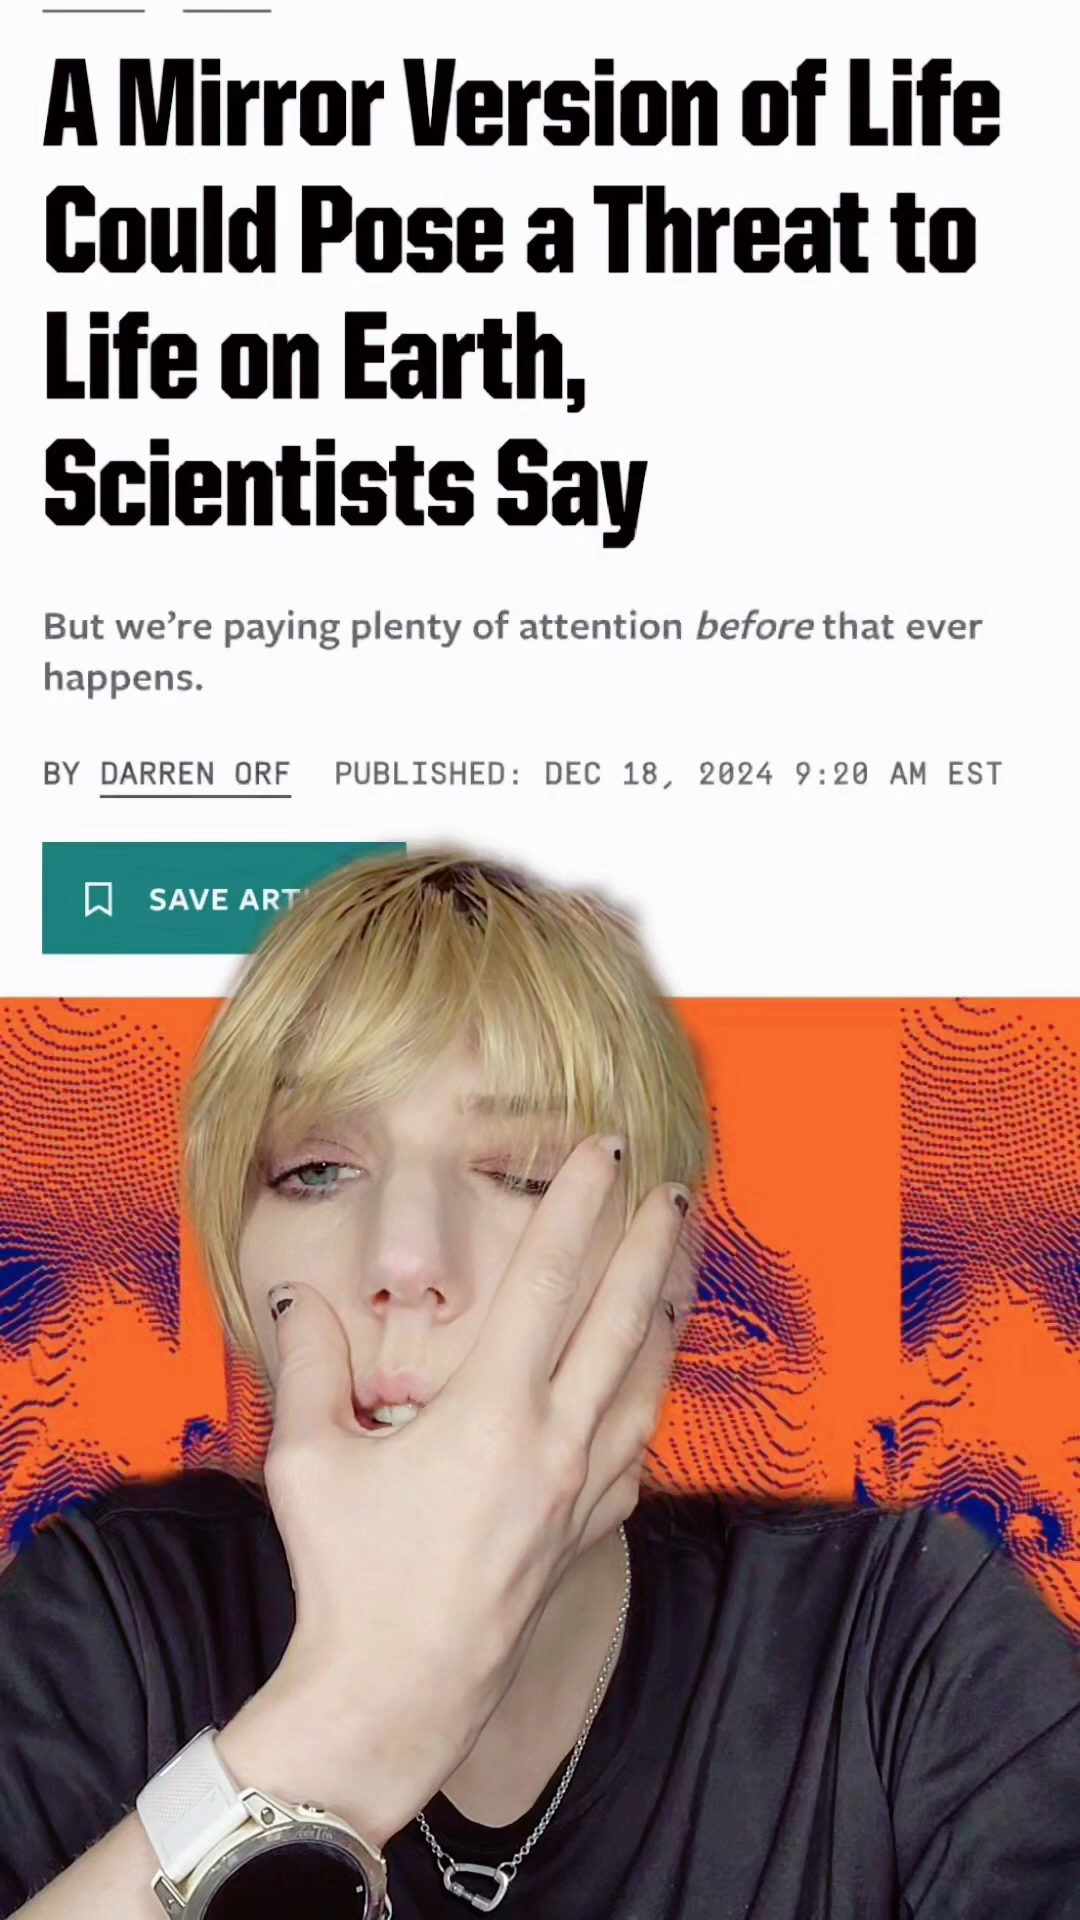 A Mirror Version of Life
Could Pose a Threat to
Life on Earth,
Scientists Say
But we’re paying plenty of attention before that ever
happens.
BY DARREN ORF PUBLISHED: DEC 18, 2024 9:20 AM EST
SAVE